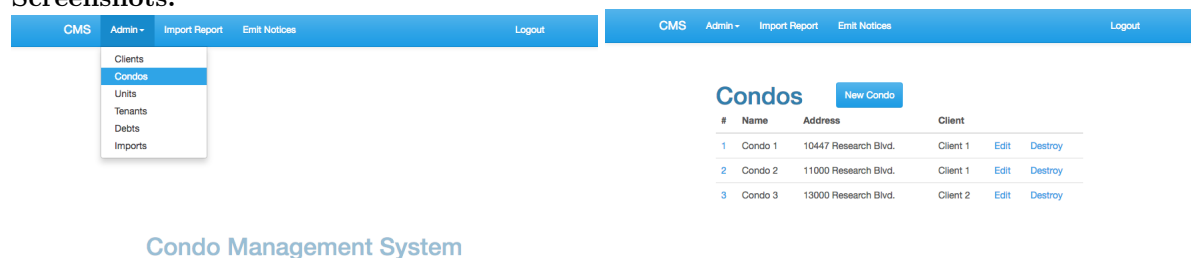 Screenshots:
CMS Admin Import Report Emit Notices Logout
Clients
Condos
Units
Tenants
Debts
Imports
Condo Management System
CMS Admin Import Report Emit Notices Logout
Condos New Condo
# Name Address Client
1 Condo 1 10447 Research Blvd. Client 1 Edit Destroy
2 Condo 2 11000 Research Blvd. Client 1 Edit Destroy
3 Condo 3 13000 Research Blvd. Client 2 Edit Destroy